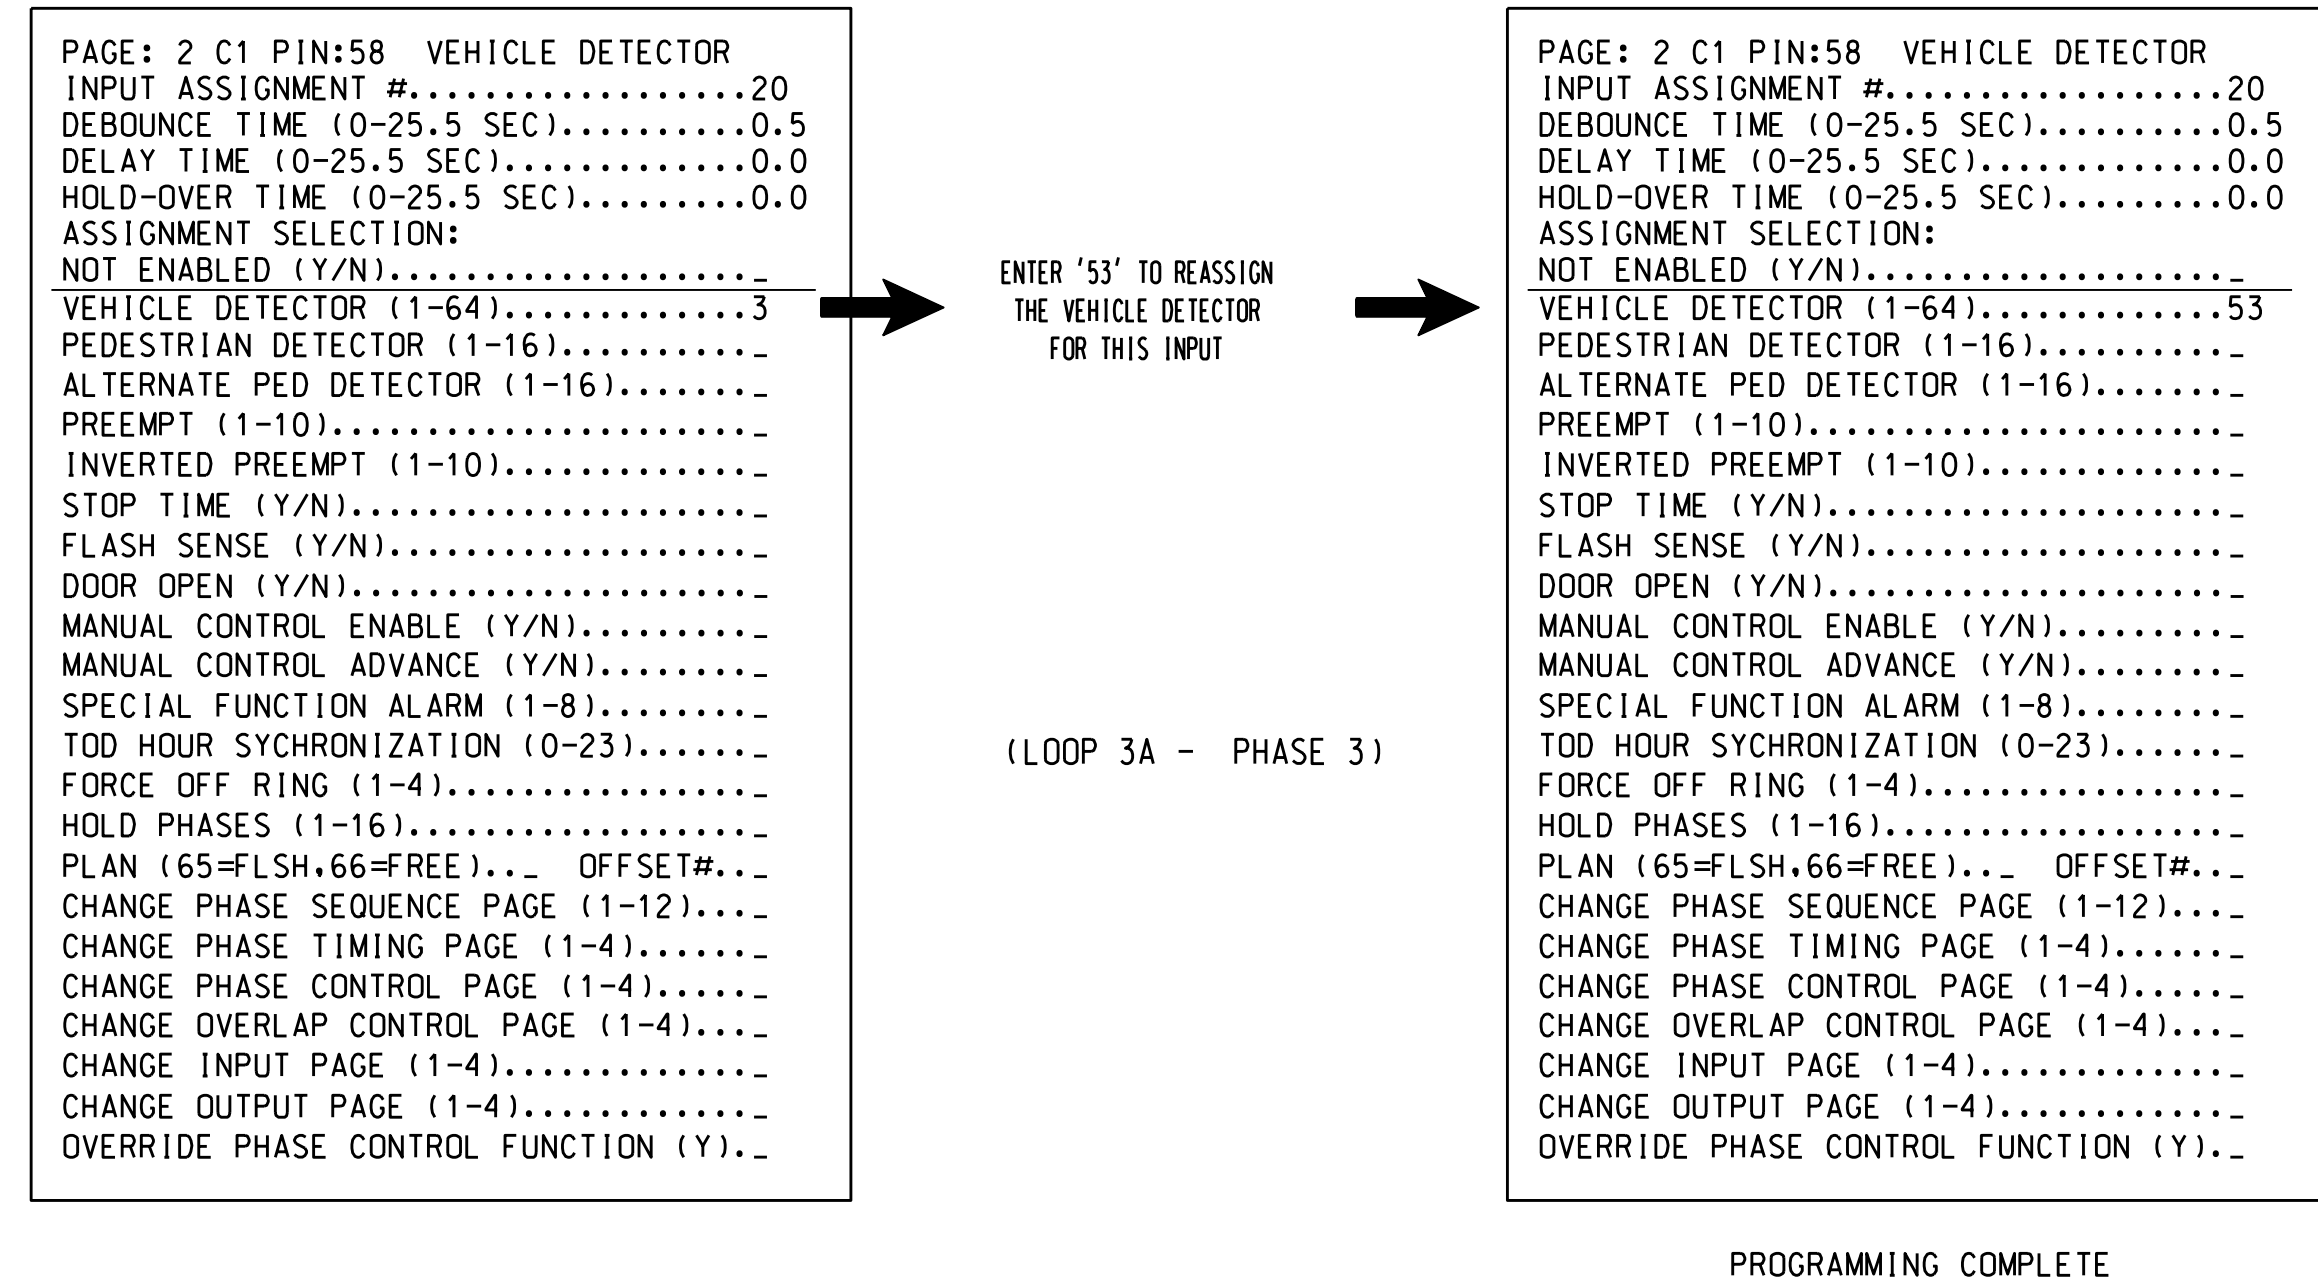 PAGE: 2 C1 PIN:58 VEHICLE DETECTOR
INPUT ASSIGNMENT #..................20
DEBOUNCE TIME (0-25.5 SEC)..........0.5
DELAY TIME (0-25.5 SEC).............0.0
HOLD-OVER TIME (0-25.5 SEC).........0.0
ASSIGNMENT SELECTION:
NOT ENABLED (Y/N)..................._
VEHICLE DETECTOR (1-64).............3
PEDESTRIAN DETECTOR (1-16).........._
ALTERNATE PED DETECTOR (1-16)......._
PREEMPT (1-10)......................_
INVERTED PREEMPT (1-10)............._
STOP TIME (Y/N)....................._
FLASH SENSE (Y/N)..................._
DOOR OPEN (Y/N)....................._
MANUAL CONTROL ENABLE (Y/N)........._
MANUAL CONTROL ADVANCE (Y/N)........_
SPECIAL FUNCTION ALARM (1-8)........_
TOD HOUR SYCHRONIZATION (0-23)......_
FORCE OFF RING (1-4)................_
HOLD PHASES (1-16).................._
PLAN (65=FLSH,66=FREE).._ OFFSET#.._
CHANGE PHASE SEQUENCE PAGE (1-12)..._
CHANGE PHASE TIMING PAGE (1-4)......_
CHANGE PHASE CONTROL PAGE (1-4)....._
CHANGE OVERLAP CONTROL PAGE (1-4)..._
CHANGE INPUT PAGE (1-4)............._
CHANGE OUTPUT PAGE (1-4)............_
OVERRIDE PHASE CONTROL FUNCTION (Y)._
ENTER '53' TO REASSIGN
THE VEHICLE DETECTOR
FOR THIS INPUT
(LOOP 3A - PHASE 3)
PAGE: 2 C1 PIN:58 VEHICLE DETECTOR
INPUT ASSIGNMENT #..................20
DEBOUNCE TIME (0-25.5 SEC)..........0.5
DELAY TIME (0-25.5 SEC).............0.0
HOLD-OVER TIME (0-25.5 SEC).........0.0
ASSIGNMENT SELECTION:
NOT ENABLED (Y/N)..................._
VEHICLE DETECTOR (1-64).............53
PEDESTRIAN DETECTOR (1-16).........._
ALTERNATE PED DETECTOR (1-16)......._
PREEMPT (1-10)......................_
INVERTED PREEMPT (1-10)............._
STOP TIME (Y/N)....................._
FLASH SENSE (Y/N)..................._
DOOR OPEN (Y/N)....................._
MANUAL CONTROL ENABLE (Y/N)........._
MANUAL CONTROL ADVANCE (Y/N)........_
SPECIAL FUNCTION ALARM (1-8)........_
TOD HOUR SYCHRONIZATION (0-23)......_
FORCE OFF RING (1-4)................_
HOLD PHASES (1-16).................._
PLAN (65=FLSH,66=FREE).._ OFFSET#.._
CHANGE PHASE SEQUENCE PAGE (1-12)..._
CHANGE PHASE TIMING PAGE (1-4)......_
CHANGE PHASE CONTROL PAGE (1-4)....._
CHANGE OVERLAP CONTROL PAGE (1-4)..._
CHANGE INPUT PAGE (1-4)............._
CHANGE OUTPUT PAGE (1-4)............_
OVERRIDE PHASE CONTROL FUNCTION (Y)._
PROGRAMMING COMPLETE